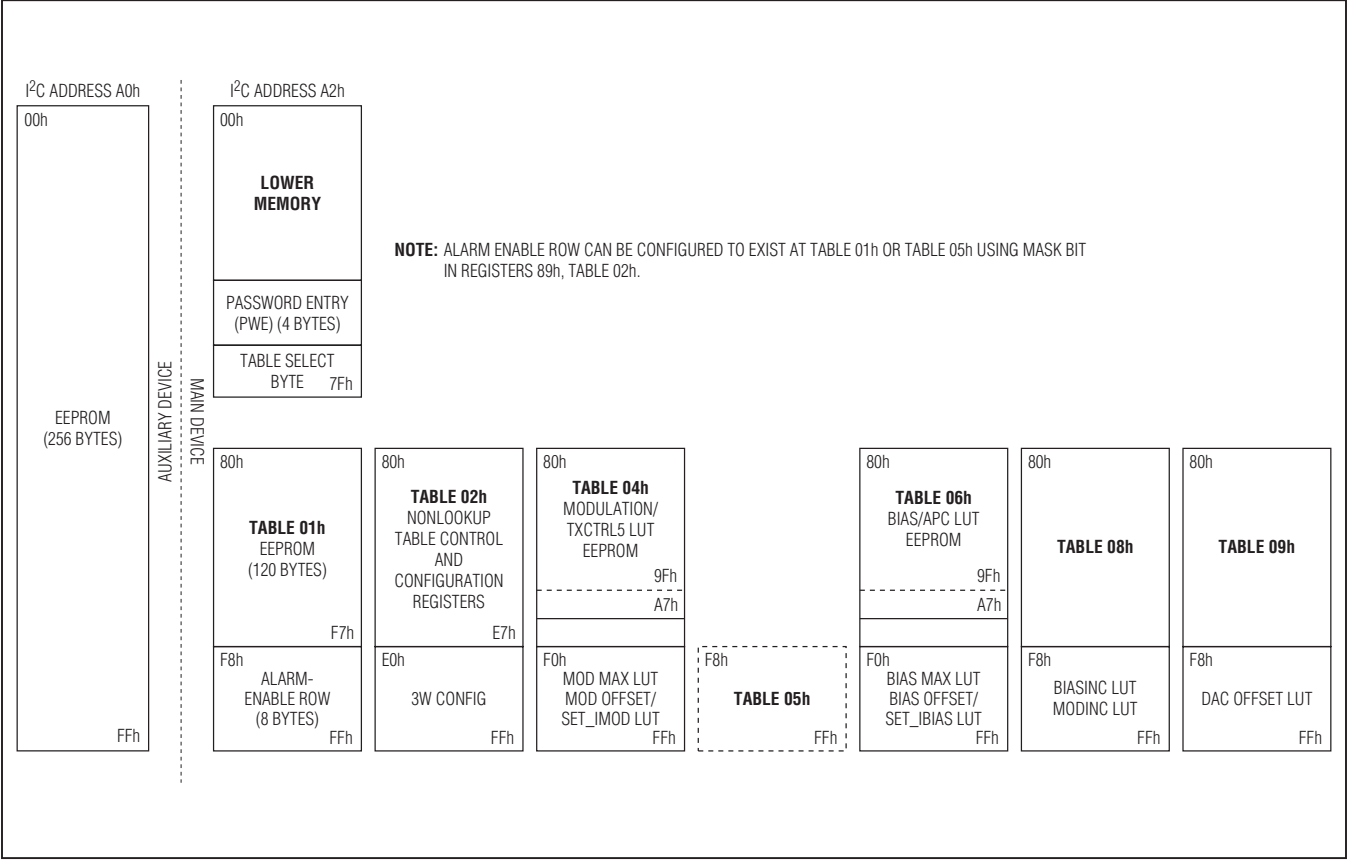 I2C ADDRESS A0h
00h
EEPROM
(256 BYTES)
FFh
AUXILIARY DEVICE
MAIN DEVICE
I2C ADDRESS A2h
00h
LOWER
MEMORY
PASSWORD ENTRY
(PWE) (4 BYTES)
TABLE SELECT
BYTE 7Fh
NOTE: ALARM ENABLE ROW CAN BE CONFIGURED TO EXIST AT TABLE 01h OR TABLE 05h USING MASK BIT
IN REGISTERS 89h, TABLE 02h.
80h
TABLE 01h
EEPROM
(120 BYTES)
F7h
F8h
ALARM-
ENABLE ROW
(8 BYTES)
FFh
80h
TABLE 02h
NONLOOKUP
TABLE CONTROL
AND
CONFIGURATION
REGISTERS
E7h
E0h
3W CONFIG
FFh
80h
TABLE 04h
MODULATION/
TXCTRL5 LUT
EEPROM
9Fh
A7h
F0h
MOD MAX LUT
MOD OFFSET/
SET_IMOD LUT
FFh
F8h
TABLE 05h
FFh
80h
TABLE 06h
BIAS/APC LUT
EEPROM
9Fh
A7h
F0h
BIAS MAX LUT
BIAS OFFSET/
SET_IBIAS LUT
FFh
80h
TABLE 08h
F8h
BIASINC LUT
MODINC LUT
FFh
80h
TABLE 09h
F8h
DAC OFFSET LUT
FFh